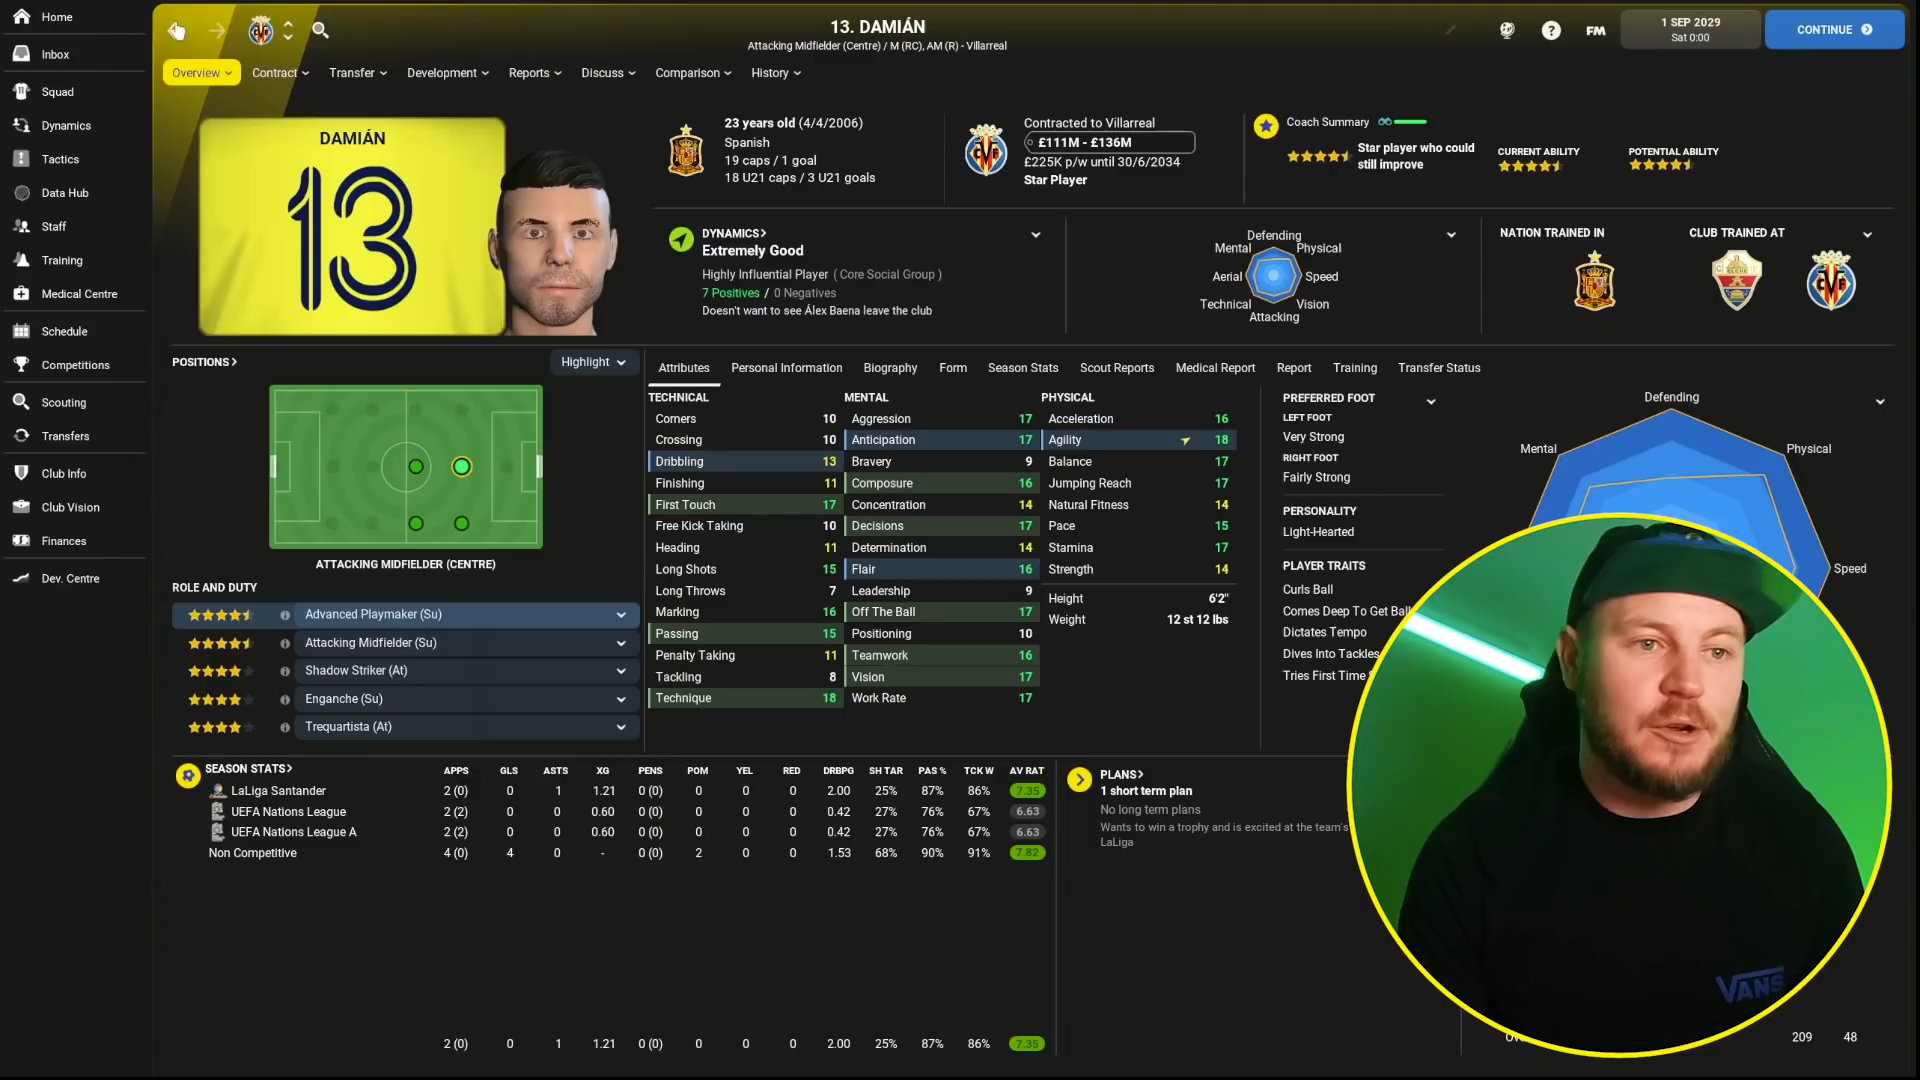 Home
Inbox
Squad
Dynamics
Tactics
Data Hub
Staff
Training
Medical Centre
Schedule
Competitions
Scouting
Transfers
Club Info
Club Vision
Finances
Dev. Centre
13. DAMIÁN
Attacking Midfielder (Centre) / M (RC), AM (R) - Villarreal
FM
1 SEP 2029
Sat 0:00
CONTINUE
Overview Contract Transfer Development Reports Discuss Comparison History
DAMIÁN
13
23 years old (4/4/2006)
Spanish
19 caps / 1 goal
18 U21 caps / 3 U21 goals
Contracted to Villarreal
£111M - £136M
£225K p/w until 30/6/2034
Star Player
Coach Summary
Star player who could
still improve
CURRENT ABILITY
POTENTIAL ABILITY
DYNAMICS>
Extremely Good
Highly Influential Player ( Core Social Group )
7 Positives / 0 Negatives
Doesn't want to see Álex Baena leave the club
Defending
Mental Physical
Aerial Speed
Technical Vision
Attacking
NATION TRAINED IN
CLUB TRAINED AT
POSITIONS>
Highlight
ATTACKING MIDFIELDER (CENTRE)
ROLE AND DUTY
Advanced Playmaker (Su)
Attacking Midfielder (Su)
Shadow Striker (At)
Enganche (Su)
Trequartista (At)
Attributes Personal Information Biography Form Season Stats Scout Reports Medical Report Report Training Transfer Status
TECHNICAL
Corners 10
Crossing 10
Dribbling 13
Finishing 11
First Touch 17
Free Kick Taking 10
Heading 11
Long Shots 15
Long Throws 7
Marking 16
Passing 15
Penalty Taking 11
Tackling 8
Technique 18
MENTAL
Aggression 17
Anticipation 17
Bravery 9
Composure 16
Concentration 14
Decisions 17
Determination 14
Flair 16
Leadership 9
Off The Ball 17
Positioning 10
Teamwork 16
Vision 17
Work Rate 17
PHYSICAL
Acceleration 16
Agility 18
Balance 17
Jumping Reach 17
Natural Fitness 14
Pace 15
Stamina 17
Strength 14
Height 6'2"
Weight 12 st 12 lbs
PREFERRED FOOT
LEFT FOOT
Very Strong
RIGHT FOOT
Fairly Strong
PERSONALITY
Light-Hearted
PLAYER TRAITS
Curls Ball
Comes Deep To Get Ball
Dictates Tempo
Dives Into Tackles
Tries First Time
Defending
Mental Physical
Speed
SEASON STATS> APPS GLS ASTS XG PENS POM YEL RED DRBPG SH TAR PAS % TCK W AV RAT
LaLiga Santander 2 (0) 0 1 1.21 0 (0) 0 0 0 2.00 25% 87% 86% 7.35
UEFA Nations League 2 (2) 0 0 0.60 0 (0) 0 0 0 0.42 27% 76% 67% 6.63
UEFA Nations League A 2 (2) 0 0 0.60 0 (0) 0 0 0 0.42 27% 76% 67% 6.63
Non Competitive 4 (0) 4 0 - 0 (0) 2 0 0 1.53 68% 90% 91% 7.82
2 (0) 0 1 1.21 0 (0) 0 0 0 2.00 25% 87% 86% 7.35
PLANS>
1 short term plan
No long term plans
Wants to win a trophy and is excited at the team's
LaLiga
VANS
209 48